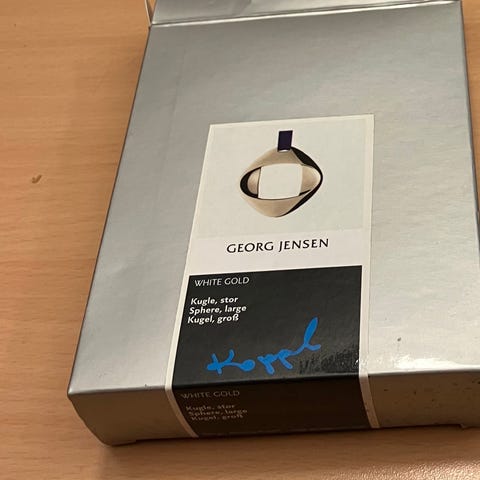 GEORG JENSEN
WHITE GOLD
Kugle, stor
Sphere, large
Kugel, groß
Koppel
WHITE GOLD
Kugle, stor
Sphere, large
Kugel, groß